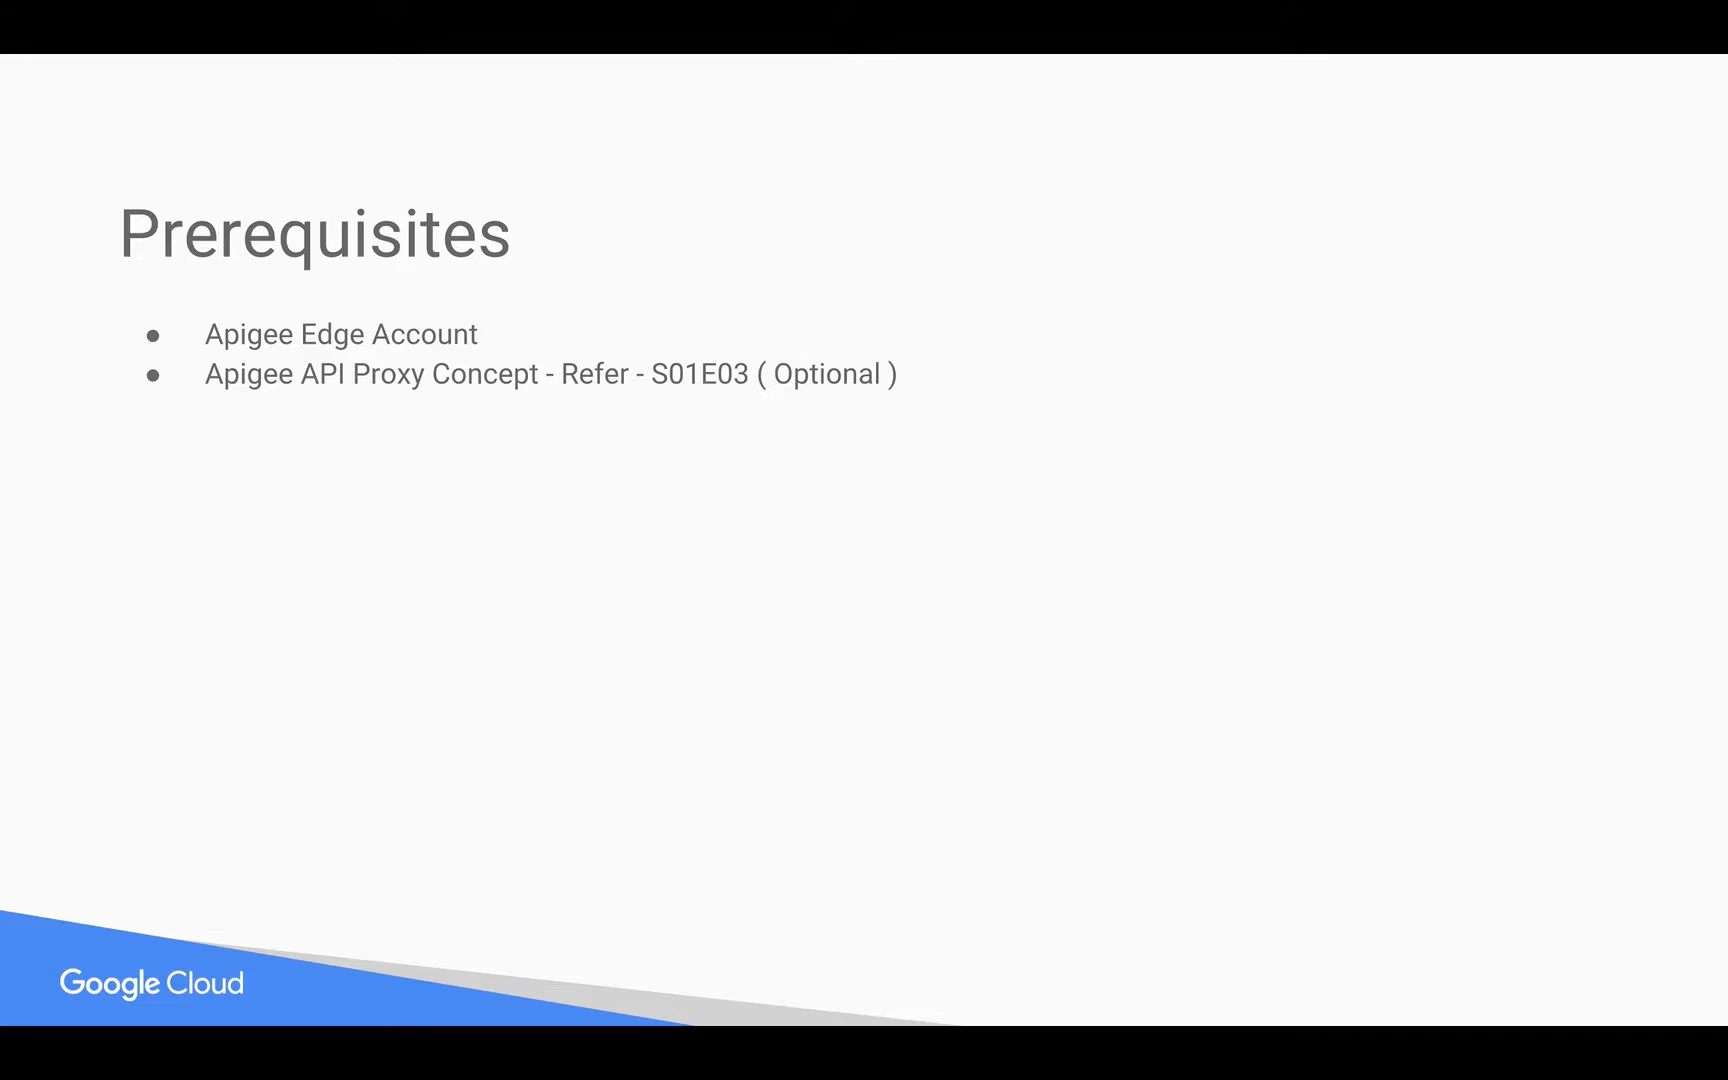 Prerequisites
● Apigee Edge Account
● Apigee API Proxy Concept - Refer - S01E03 ( Optional )
Google Cloud